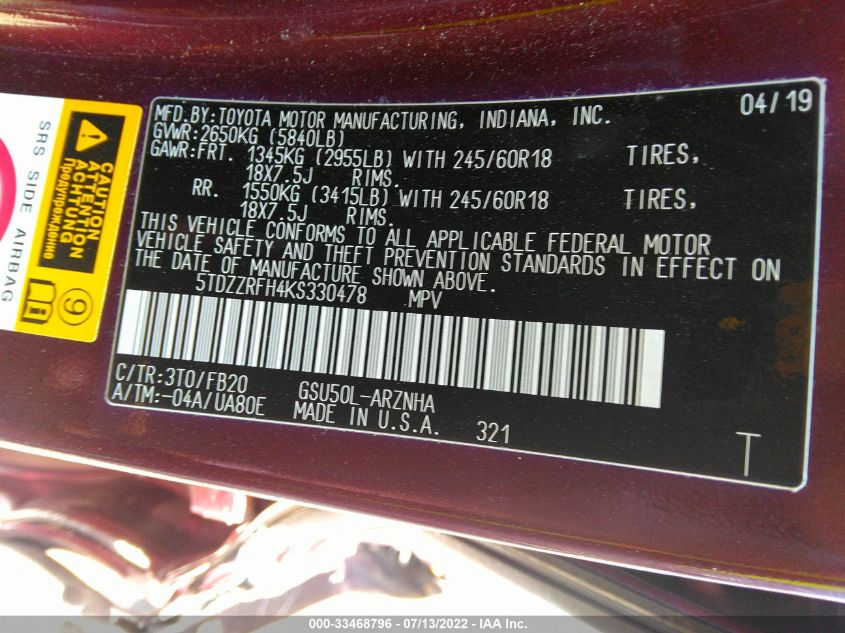 MFD.BY:TOYOTA MOTOR MANUFACTURING, INDIANA, INC. 04/19
GVWR:2650KG (5840LB)
GAWR:FRT. 1345KG (2955LB) WITH 245/60R18 TIRES,
18X7.5J RIMS.
RR. 1550KG (3415LB) WITH 245/60R18 TIRES,
18X7.5J RIMS.
THIS VEHICLE CONFORMS TO ALL APPLICABLE FEDERAL MOTOR
VEHICLE SAFETY AND THEFT PREVENTION STANDARDS IN EFFECT ON
THE DATE OF MANUFACTURE SHOWN ABOVE.
5TDZZRFH4KS330478 MPV
C/TR:3T0/FB20 GSU50L-ARZNHA
A/TM:-04A/UA80E MADE IN U.S.A. 321
T
SRS SIDE AIRBAG
CAUTION
ATTENTION
ACHTUNG
Предупреждение
9
000-33468796 - 07/13/2022 - IAA Inc.